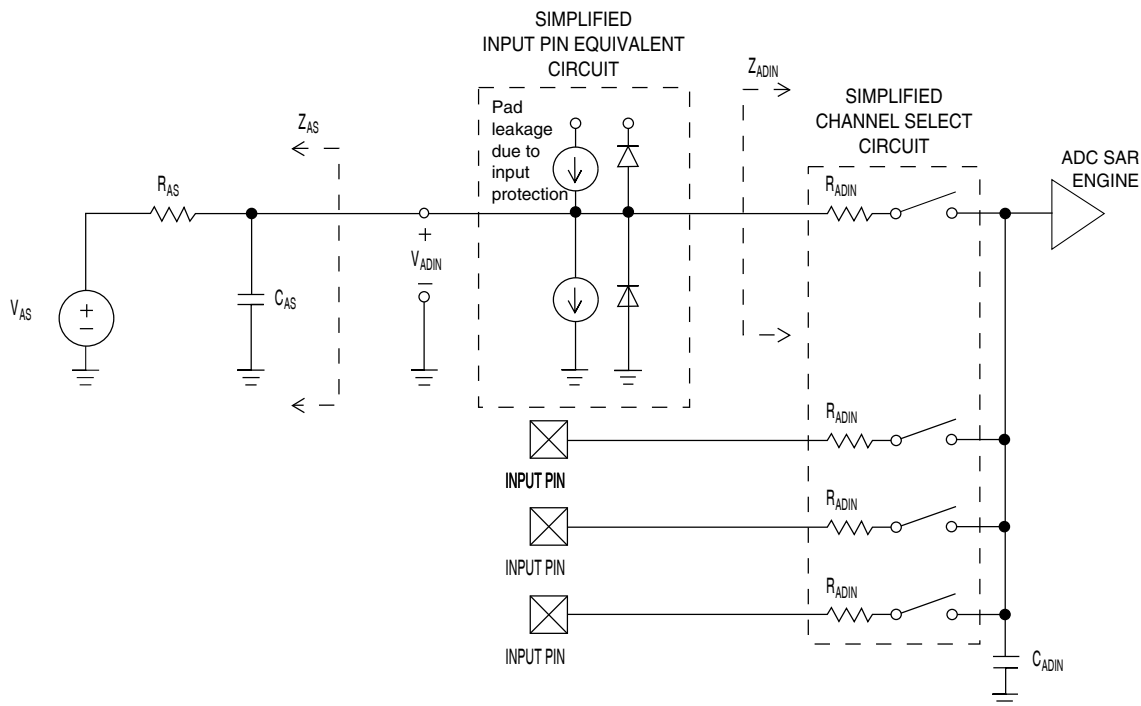 SIMPLIFIED
INPUT PIN EQUIVALENT
CIRCUIT
Z_ADIN
SIMPLIFIED
CHANNEL SELECT
CIRCUIT
Pad
leakage
due to
input
protection
Z_AS
ADC SAR
ENGINE
R_AS
R_ADIN
+
V_ADIN
–
C_AS
V_AS
+
–
R_ADIN
INPUT PIN
R_ADIN
INPUT PIN
R_ADIN
INPUT PIN
C_ADIN